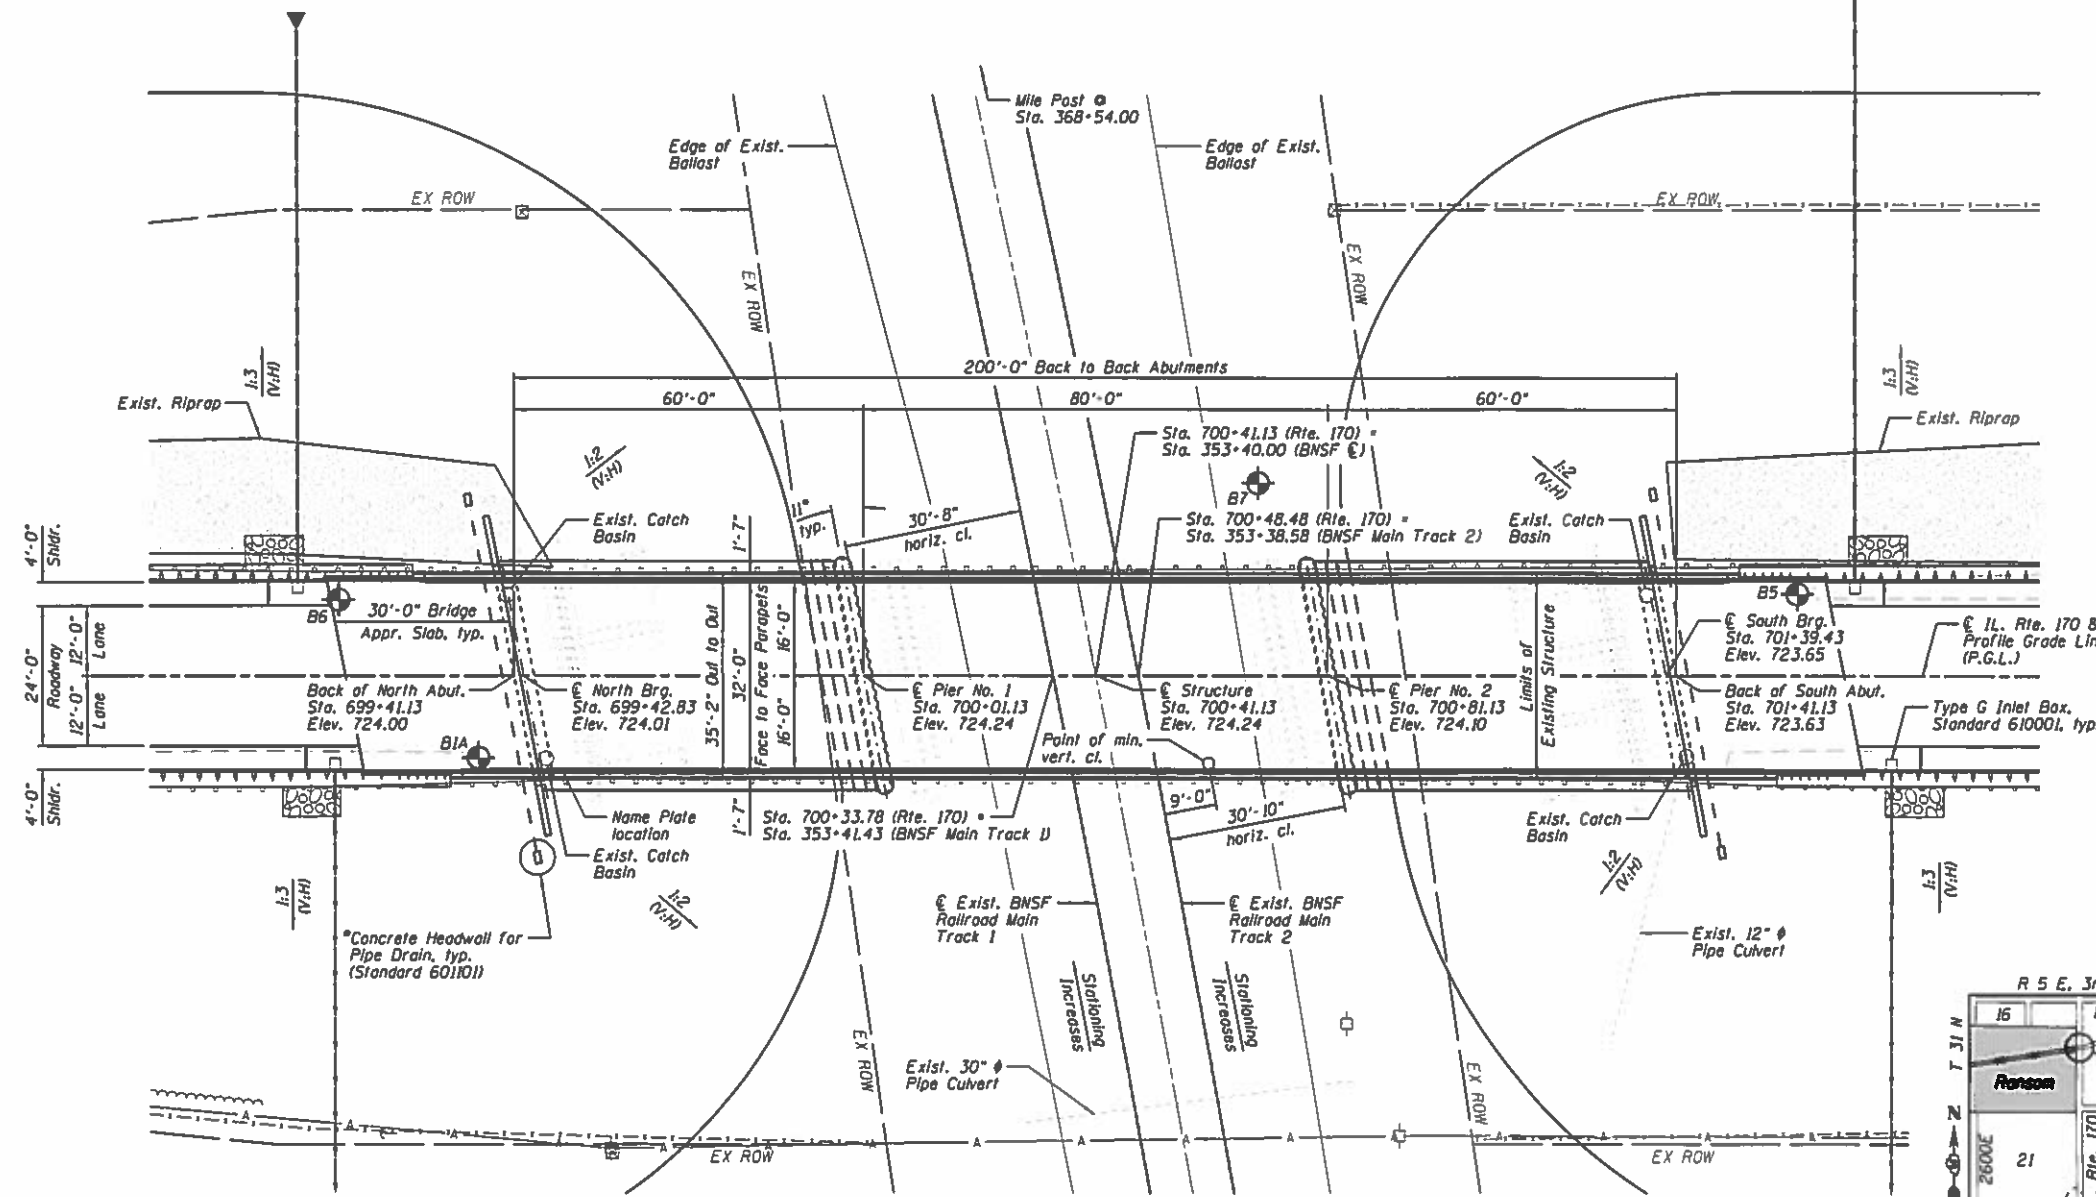 Mile Post @
Sta. 368+54.00
Edge of Exist.
Ballast
Edge of Exist.
Ballast
EX ROW
EX ROW
EX ROW
EX ROW
200'-0" Back to Back Abutments
60'-0"
80'-0"
60'-0"
1:3
(V:H)
1:3
(V:H)
Exist. Riprap
Exist. Riprap
1:2
(V:H)
1:2
(V:H)
Sta. 700+41.13 (Rte. 170) =
Sta. 353+40.00 (BNSF ℄)
B7
11"
typ.
1'-7"
30'-8"
horiz. cl.
Sta. 700+48.48 (Rte. 170) =
Sta. 353+38.58 (BNSF Main Track 2)
Exist. Catch
Basin
Exist. Catch
Basin
4'-0"
Shldr.
24'-0"
Roadway
12'-0"
Lane
12'-0"
Lane
4'-0"
Shldr.
B6
30'-0" Bridge
Appr. Slab, typ.
35'-2" Out to Out
32'-0"
Face to Face Parapets
16'-0"
16'-0"
Limits of
Existing Structure
B5
℄ South Brg.
Sta. 701+39.43
Elev. 723.65
℄ IL. Rte. 170 &
Profile Grade Lin
(P.G.L.)
Back of North Abut.
Sta. 699+41.13
Elev. 724.00
℄ North Brg.
Sta. 699+42.83
Elev. 724.01
℄ Pier No. 1
Sta. 700+01.13
Elev. 724.24
℄ Structure
Sta. 700+41.13
Elev. 724.24
℄ Pier No. 2
Sta. 700+81.13
Elev. 724.10
Back of South Abut.
Sta. 701+41.13
Elev. 723.63
Type G Inlet Box,
Standard 610001, typ
B1A
Point of min.
vert. cl.
1'-7"
9'-0"
30'-10"
horiz. cl.
Name Plate
location
Sta. 700+33.78 (Rte. 170) =
Sta. 353+41.43 (BNSF Main Track 1)
Exist. Catch
Basin
Exist. Catch
Basin
1:3
(V:H)
1:2
(V:H)
1:2
(V:H)
1:3
(V:H)
℄ Exist. BNSF
Railroad Main
Track 1
℄ Exist. BNSF
Railroad Main
Track 2
*Concrete Headwall for
Pipe Drain, typ.
(Standard 601101)
Exist. 12" ϕ
Pipe Culvert
Stationing
Increases
Stationing
Increases
EX ROW
EX ROW
Exist. 30" ϕ
Pipe Culvert
A A A A A A A A A A A A A
EX ROW
EX ROW
R 5 E, 3
T 31 N
16
Ransom
N
2600E
21
Rte. 170